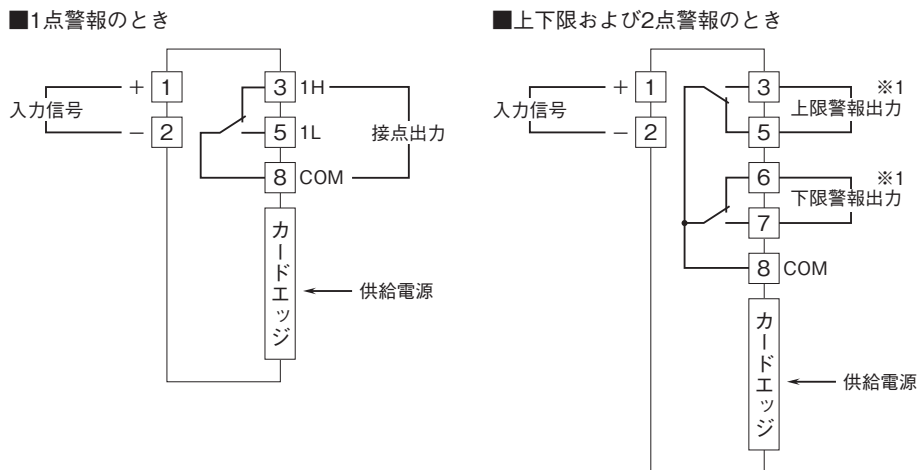 ■1点警報のとき
入力信号
+ 1
− 2
3 1H
5 1L
8 COM
接点出力
カードエッジ
供給電源
■上下限および2点警報のとき
入力信号
+ 1
− 2
3
5
※1
上限警報出力
6
7
※1
下限警報出力
8 COM
カードエッジ
供給電源